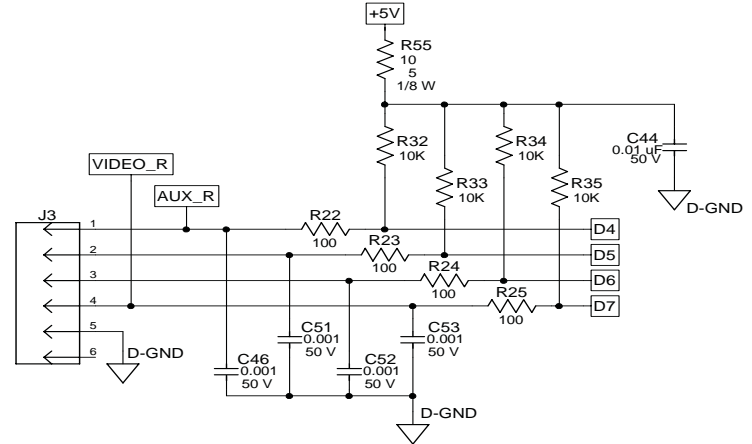 +5V
R55
10
5
1/8 W
R32
10K
R33
10K
R34
10K
R35
10K
C44
0.01 uF
50 V
D-GND
VIDEO_R
AUX_R
J3
1
2
3
4
5
6
R22
100
R23
100
R24
100
R25
100
D4
D5
D6
D7
D-GND
C46
0.001
50 V
C51
0.001
50 V
C52
0.001
50 V
C53
0.001
50 V
D-GND